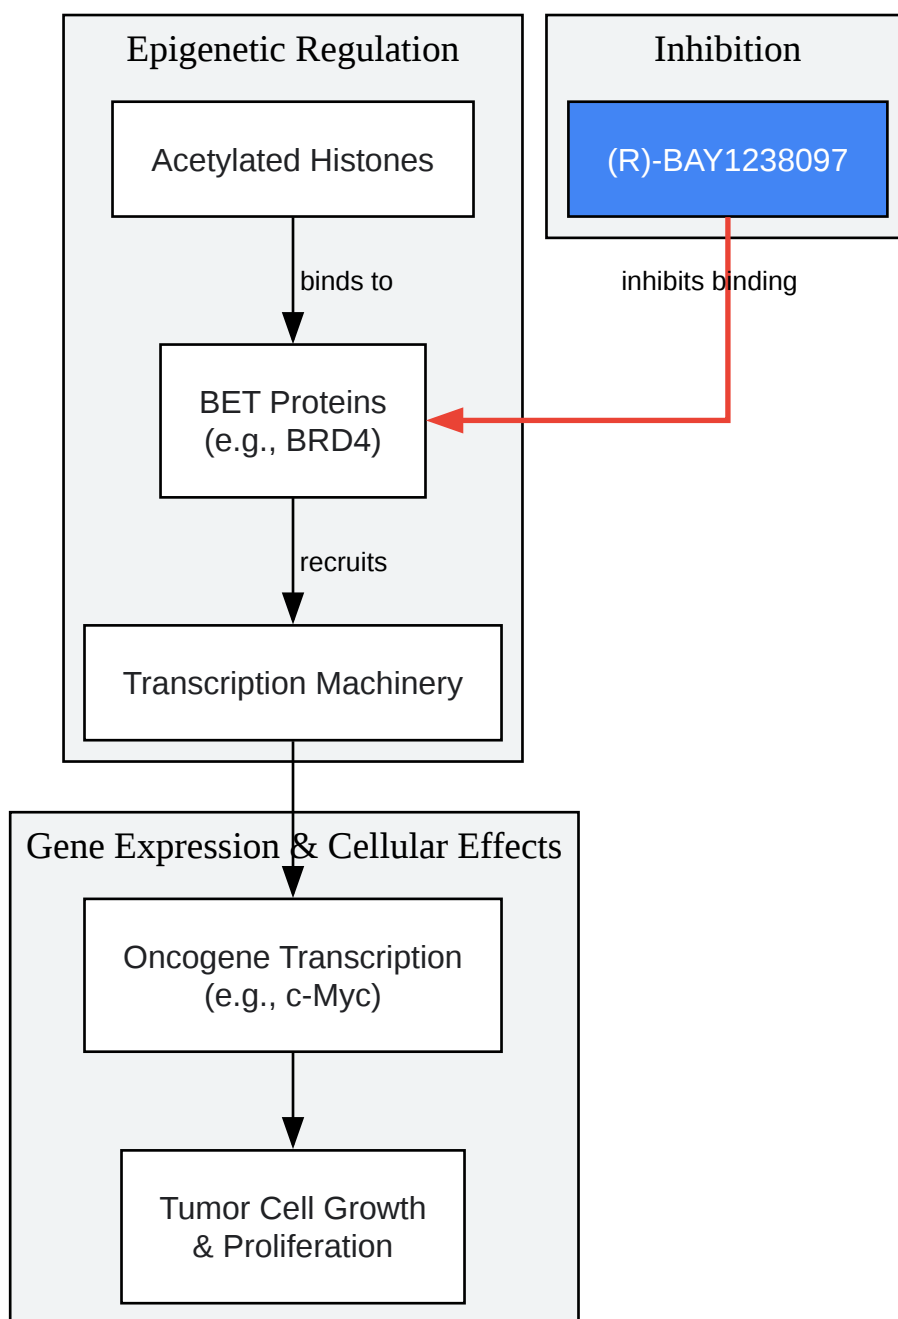 Epigenetic Regulation
Inhibition
Acetylated Histones
(R)-BAY1238097
binds to
inhibits binding
BET Proteins
(e.g., BRD4)
recruits
Transcription Machinery
Gene Expression & Cellular Effects
Oncogene Transcription
(e.g., c-Myc)
Tumor Cell Growth
& Proliferation